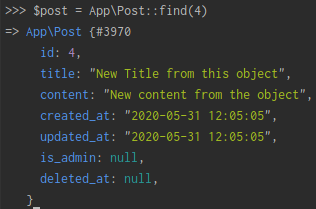 >>> $post = App\Post::find(4)
=> App\Post {#3970
id: 4,
title: "New Title from this object",
content: "New content from the object",
created_at: "2020-05-31 12:05:05",
updated_at: "2020-05-31 12:05:05",
is_admin: null,
deleted_at: null,
}